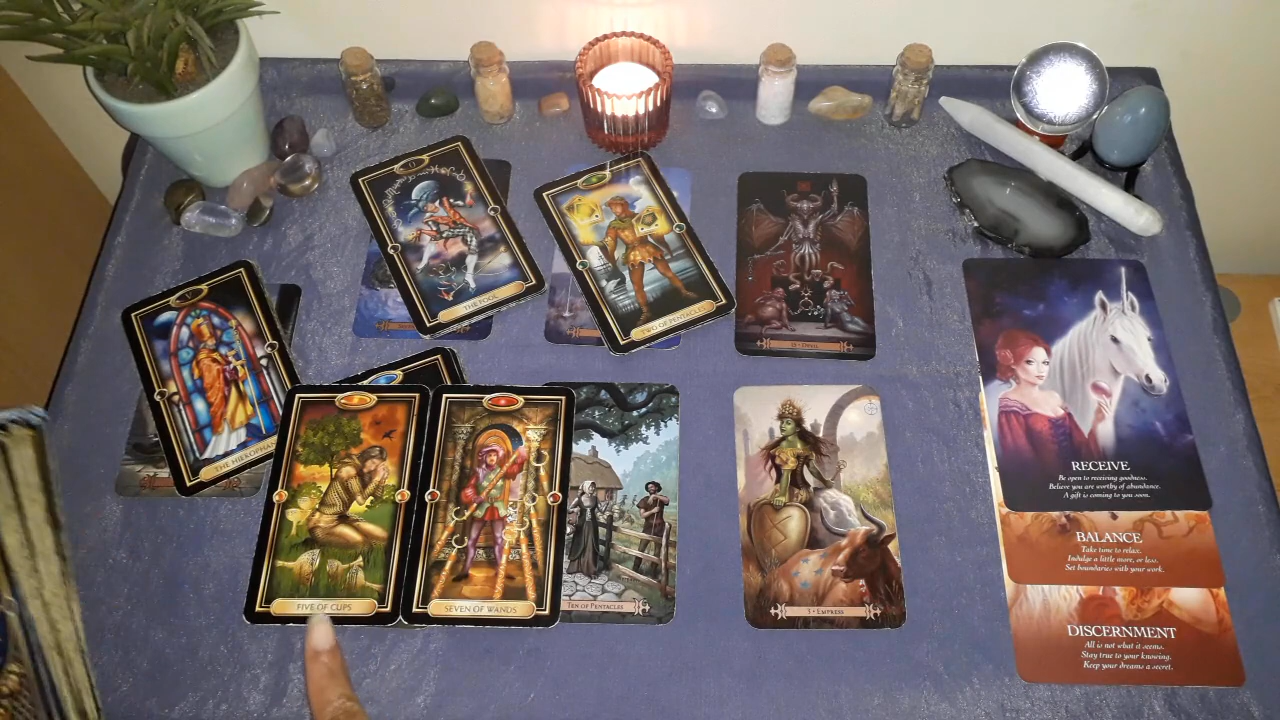 0
THE FOOL
TWO OF PENTACLES
15 • DEVIL
V
THE HIEROPHANT
FIVE OF CUPS
SEVEN OF WANDS
TEN OF PENTACLES
3 • EMPRESS
RECEIVE
Be open to receiving goodness.
Believe you are worthy of abundance.
A gift is coming to you soon.
BALANCE
Take time to relax.
Indulge a little more, or less.
Set boundaries with your work.
DISCERNMENT
All is not what it seems.
Stay true to your knowing.
Keep your dreams a secret.